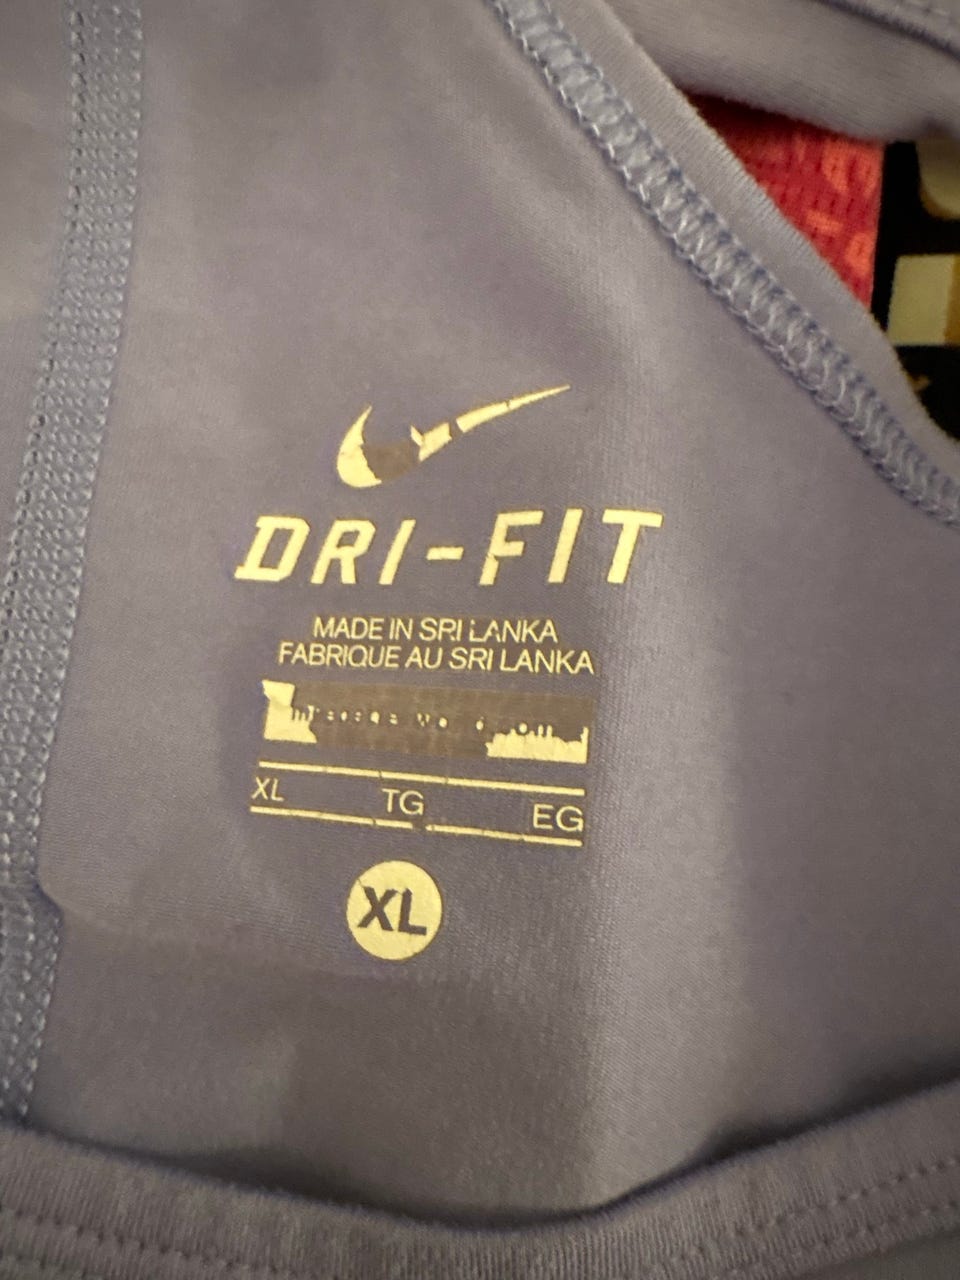 DRI-FIT
MADE IN SRI LANKA
FABRIQUE AU SRI LANKA
XL TG EG
XL